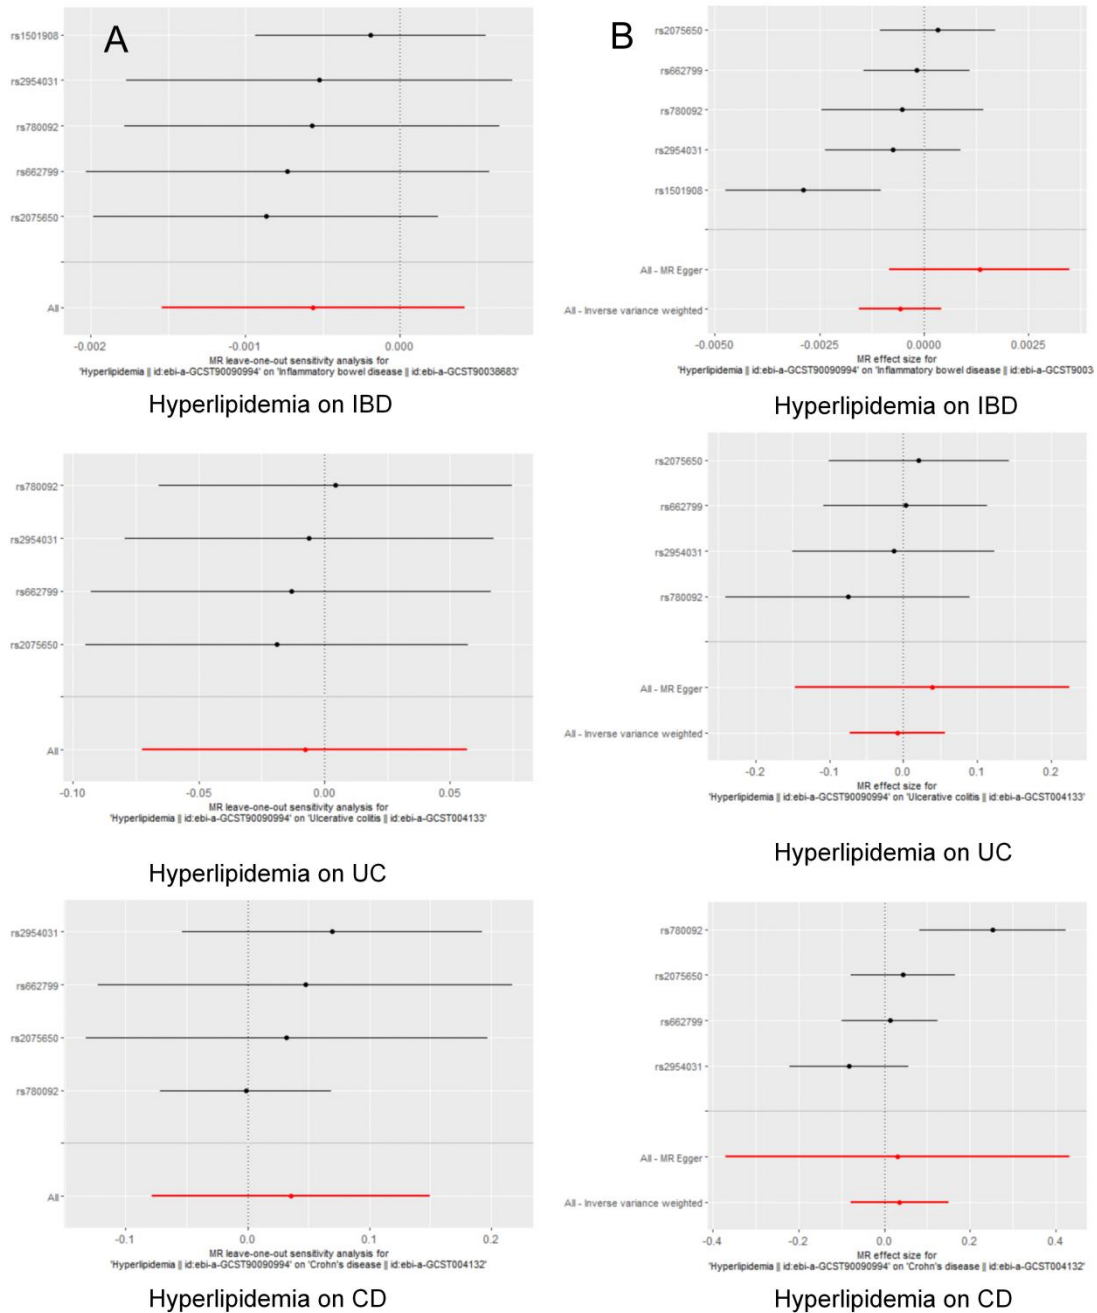 A
rs1501908
rs2954031
rs780092
rs662799
rs2075650
All
-0.002 -0.001 0.000
MR leave-one-out sensitivity analysis for
'Hyperlipidemia || id:ebi-a-GCST90090994' on 'Inflammatory bowel disease || id:ebi-a-GCST90038683'
Hyperlipidemia on IBD
B
rs2075650
rs662799
rs780092
rs2954031
rs1501908
All - MR Egger
All - Inverse variance weighted
-0.0050 -0.0025 0.0000 0.0025
MR effect size for
'Hyperlipidemia || id:ebi-a-GCST90090994' on 'Inflammatory bowel disease || id:ebi-a-GCST9003
Hyperlipidemia on IBD
rs780092
rs2954031
rs662799
rs2075650
All
-0.10 -0.05 0.00 0.05
MR leave-one-out sensitivity analysis for
'Hyperlipidemia || id:ebi-a-GCST90090994' on 'Ulcerative colitis || id:ebi-a-GCST004133'
Hyperlipidemia on UC
rs2075650
rs662799
rs2954031
rs780092
All - MR Egger
All - Inverse variance weighted
-0.2 -0.1 0.0 0.1 0.2
MR effect size for
'Hyperlipidemia || id:ebi-a-GCST90090994' on 'Ulcerative colitis || id:ebi-a-GCST004133'
Hyperlipidemia on UC
rs2954031
rs662799
rs2075650
rs780092
All
-0.1 0.0 0.1 0.2
MR leave-one-out sensitivity analysis for
'Hyperlipidemia || id:ebi-a-GCST90090994' on 'Crohn's disease || id:ebi-a-GCST004132'
Hyperlipidemia on CD
rs780092
rs2075650
rs662799
rs2954031
All - MR Egger
All - Inverse variance weighted
-0.4 -0.2 0.0 0.2 0.4
MR effect size for
'Hyperlipidemia || id:ebi-a-GCST90090994' on 'Crohn's disease || id:ebi-a-GCST004132'
Hyperlipidemia on CD